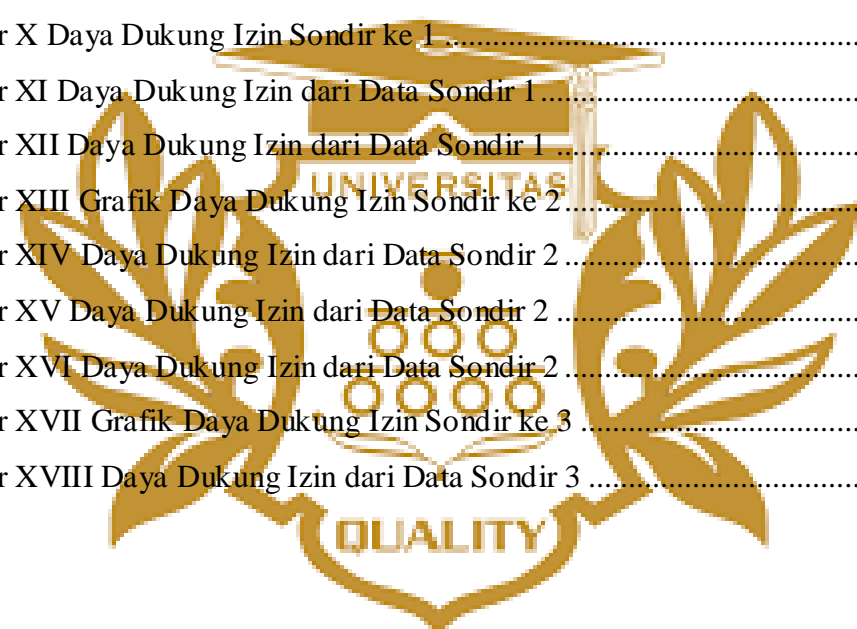 r X Daya Dukung Izin Sondir ke 1 ..........................................
r XI Daya Dukung Izin dari Data Sondir 1 ..........................................
r XII Daya Dukung Izin dari Data Sondir 1 ..........................................
UNIVERSITAS
r XIII Grafik Daya Dukung Izin Sondir ke 2 ..........................................
r XIV Daya Dukung Izin dari Data Sondir 2 ..........................................
r XV Daya Dukung Izin dari Data Sondir 2 ..........................................
r XVI Daya Dukung Izin dari Data Sondir 2 ..........................................
r XVII Grafik Daya Dukung Izin Sondir ke 3 ..........................................
r XVIII Daya Dukung Izin dari Data Sondir 3 ..........................................
QUALITY